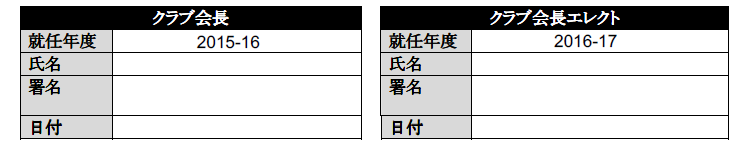 クラブ会長
就任年度 2015-16
氏名
署名
日付
クラブ会長エレクト
就任年度 2016-17
氏名
署名
日付